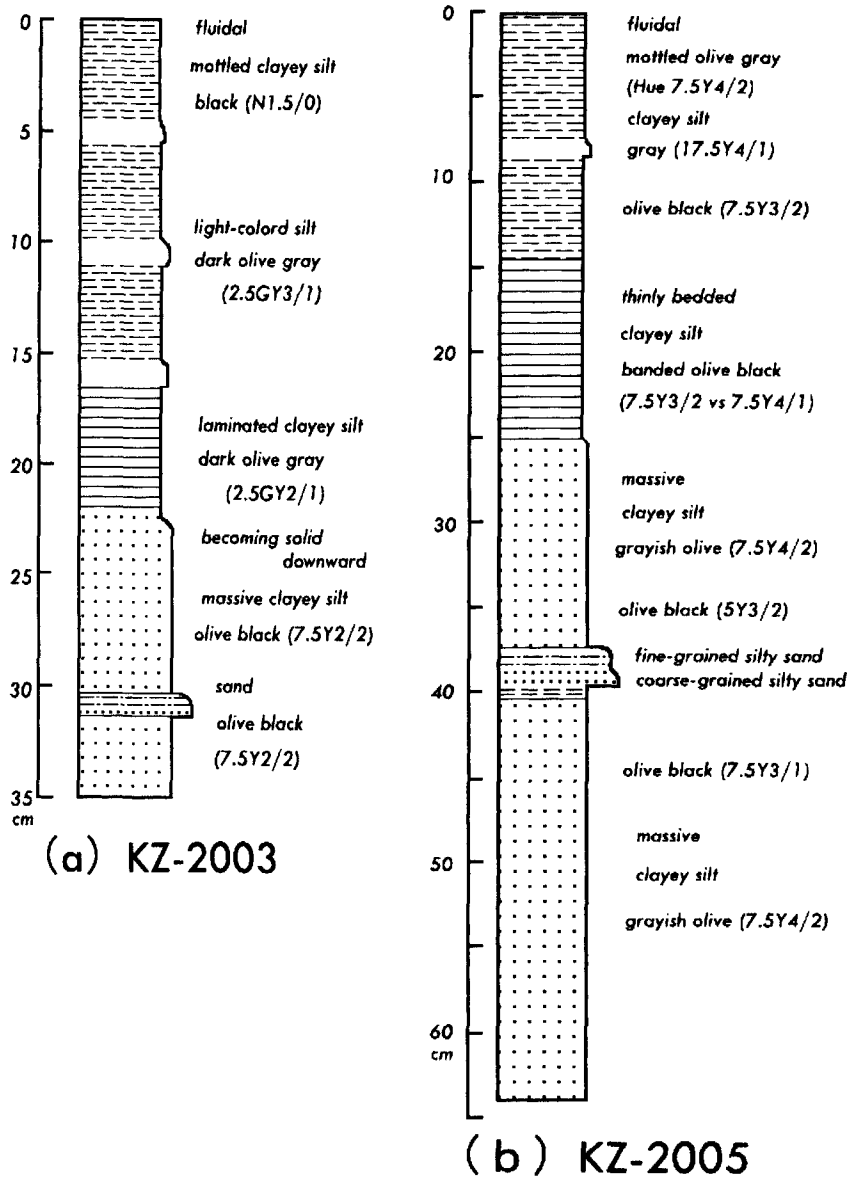 0
5
10
15
20
25
30
35
cm
fluidal
mottled clayey silt
black (N1.5/0)
light-colord silt
dark olive gray
(2.5GY3/1)
laminated clayey silt
dark olive gray
(2.5GY2/1)
becoming solid
downward
massive clayey silt
olive black (7.5Y2/2)
sand
olive black
(7.5Y2/2)
(a) KZ-2003
0
10
20
30
40
50
60
cm
fluidal
mottled olive gray
(Hue 7.5Y4/2)
clayey silt
gray (17.5Y4/1)
olive black (7.5Y3/2)
thinly bedded
clayey silt
banded olive black
(7.5Y3/2 vs 7.5Y4/1)
massive
clayey silt
grayish olive (7.5Y4/2)
olive black (5Y3/2)
fine-grained silty sand
coarse-grained silty sand
olive black (7.5Y3/1)
massive
clayey silt
grayish olive (7.5Y4/2)
(b) KZ-2005